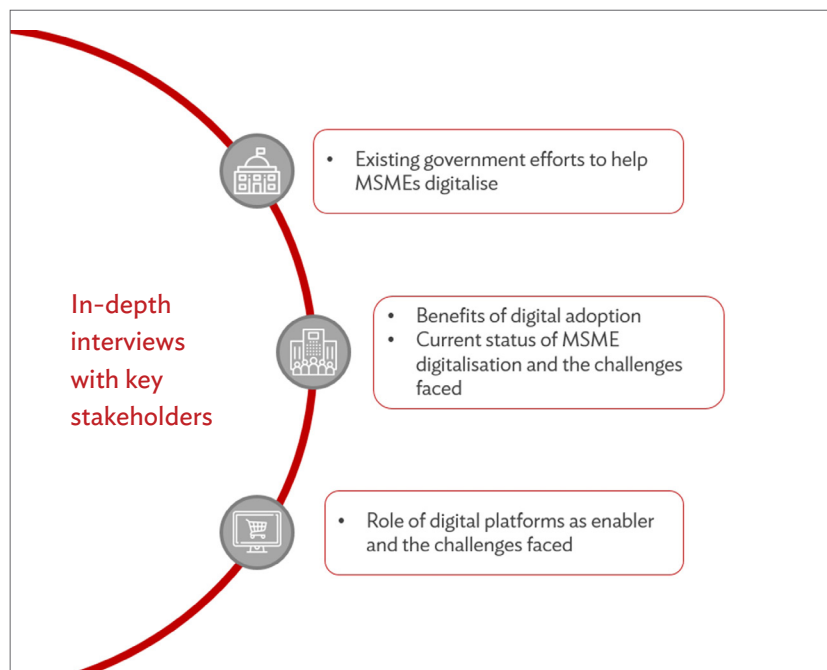 In-depth
interviews
with key
stakeholders
• Existing government efforts to help
MSMEs digitalise
• Benefits of digital adoption
• Current status of MSME
digitalisation and the challenges
faced
• Role of digital platforms as enabler
and the challenges faced